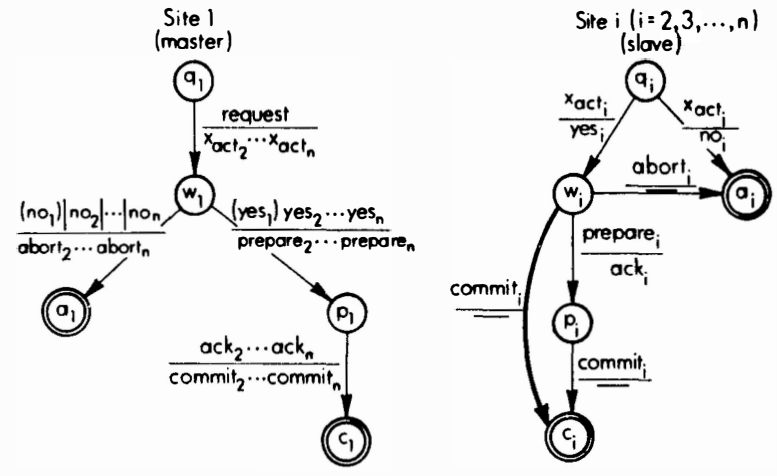 Site 1
(master)
q1
request
xact2···xactn
w1
(no1)|no2|···|non
abort2···abortn
(yes1) yes2···yesn
prepare2···preparen
a1
p1
ack2···ackn
commit2···commitn
c1
Site i (i=2,3,···,n)
(slave)
qi
xacti
yesi
xacti
noi
wi
aborti
ai
preparei
acki
commiti
pi
commiti
ci